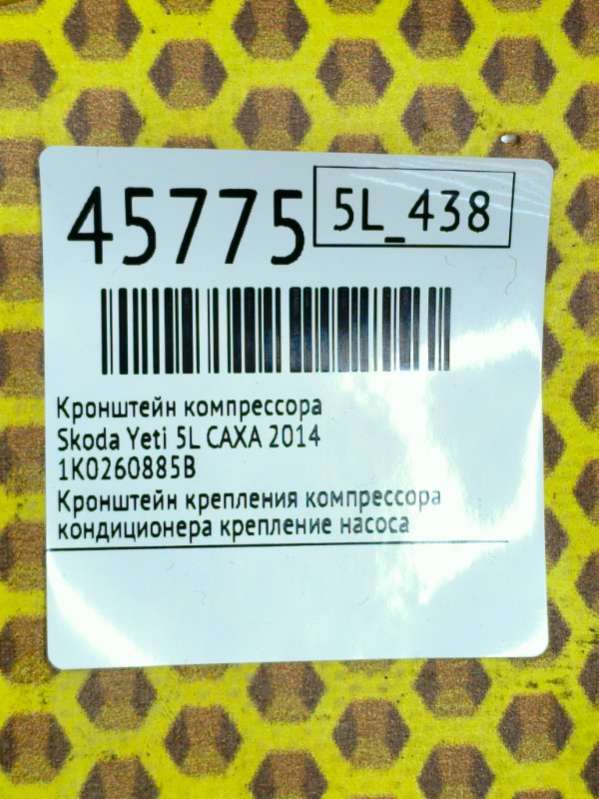 45775
5L_438
Кронштейн компрессора
Skoda Yeti 5L CAXA 2014
1K0260885B
Кронштейн крепления компрессора
кондиционера крепление насоса